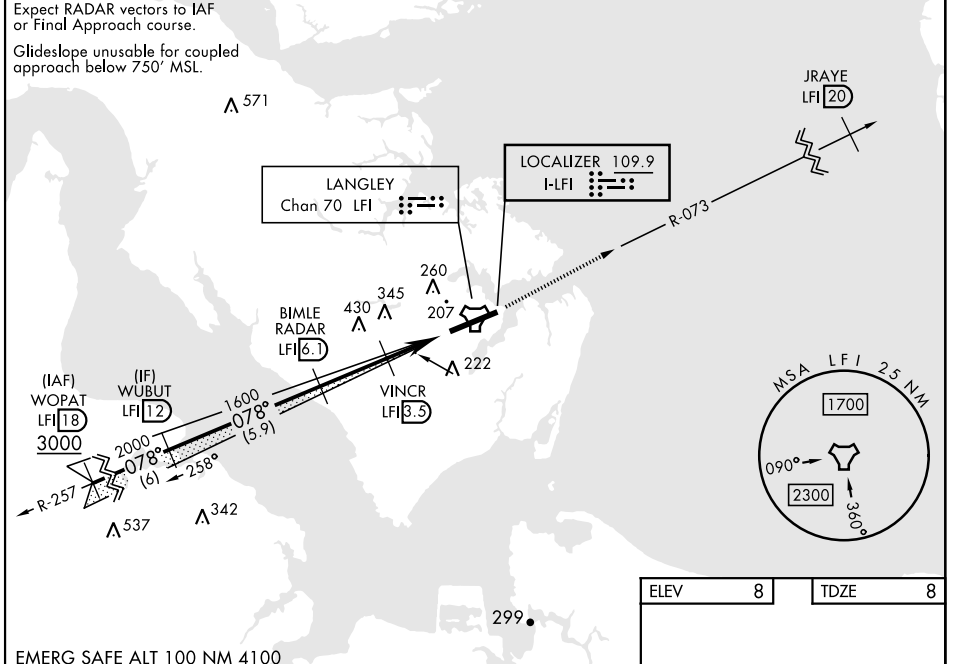 Expect RADAR vectors to IAF
or Final Approach course.
Glideslope unusable for coupled
approach below 750' MSL.
571
JRAYE
LFI 20
LOCALIZER 109.9
I-LFI
LANGLEY
Chan 70 LFI
R-073
260
345
430
207
BIMLE
RADAR
LFI 6.1
222
VINCR
LFI 3.5
(IAF)
WOPAT
LFI 18
3000
(IF)
WUBUT
LFI 12
1600
078°
(5.9)
2000
078°
(6)
258°
R-257
537
342
MSA LFI 25 NM
1700
090°
2300
360°
299
ELEV 8
TDZE 8
EMERG SAFE ALT 100 NM 4100